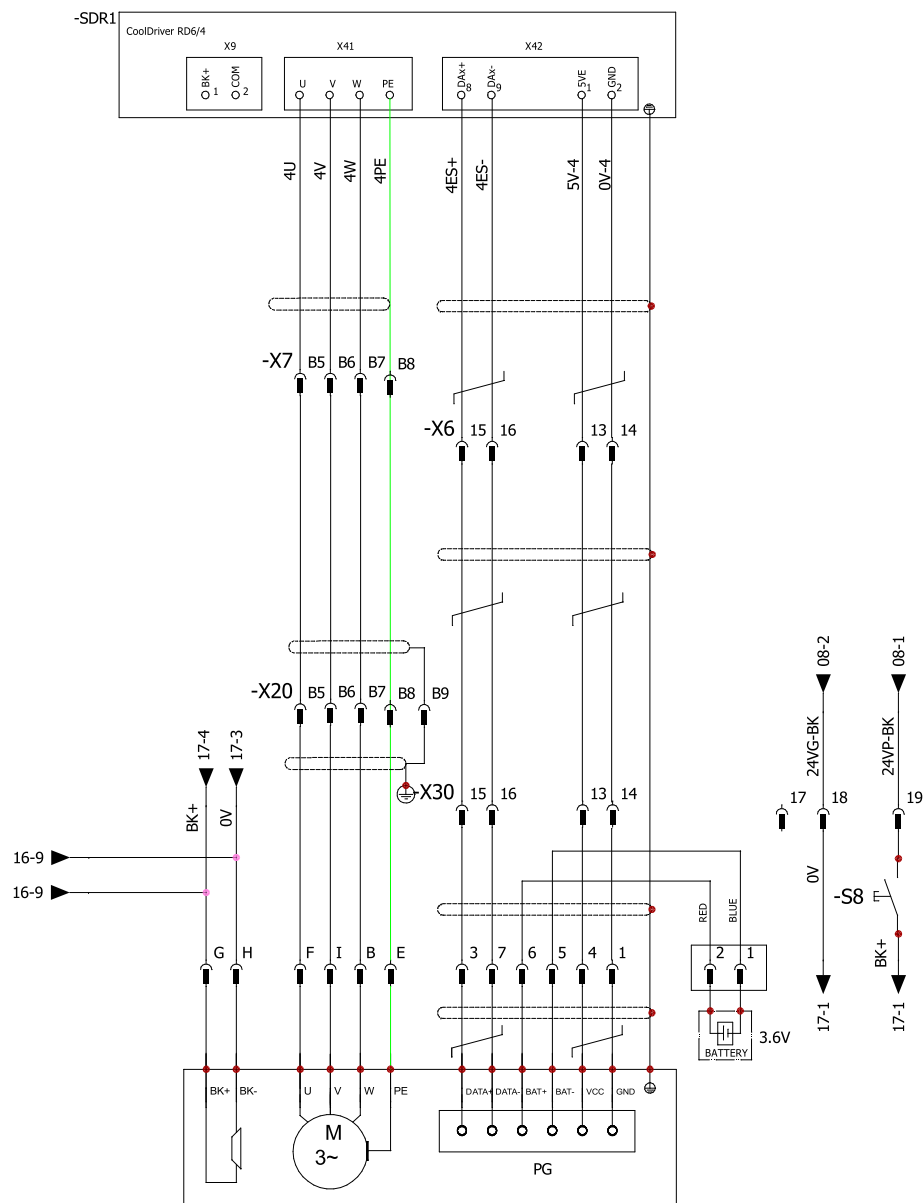 -SDR1
CoolDriver RD6/4
X9 X41 X42
BK+ COM U V W PE DAx+ DAx- 5VE GND
1 2 8 9 1 2
4U 4V 4W 4PE 4ES+ 4ES- 5V-4 0V-4
-X7 B5 B6 B7 B8
-X6 15 16 13 14
08-2 08-1
-X20 B5 B6 B7 B8 B9
17-4 17-3
24VG-BK 24VP-BK
-X30 15 16 13 14
17 18 19
BK+ 0V
16-9
16-9
0V
-S8
RED BLUE
BK+
G H F I B E 3 7 6 5 4 1
2 1
17-1 17-1
3.6V
BATTERY
BK+ BK- U V W PE DATA+ DATA- BAT+ BAT- VCC GND
M
3~
PG